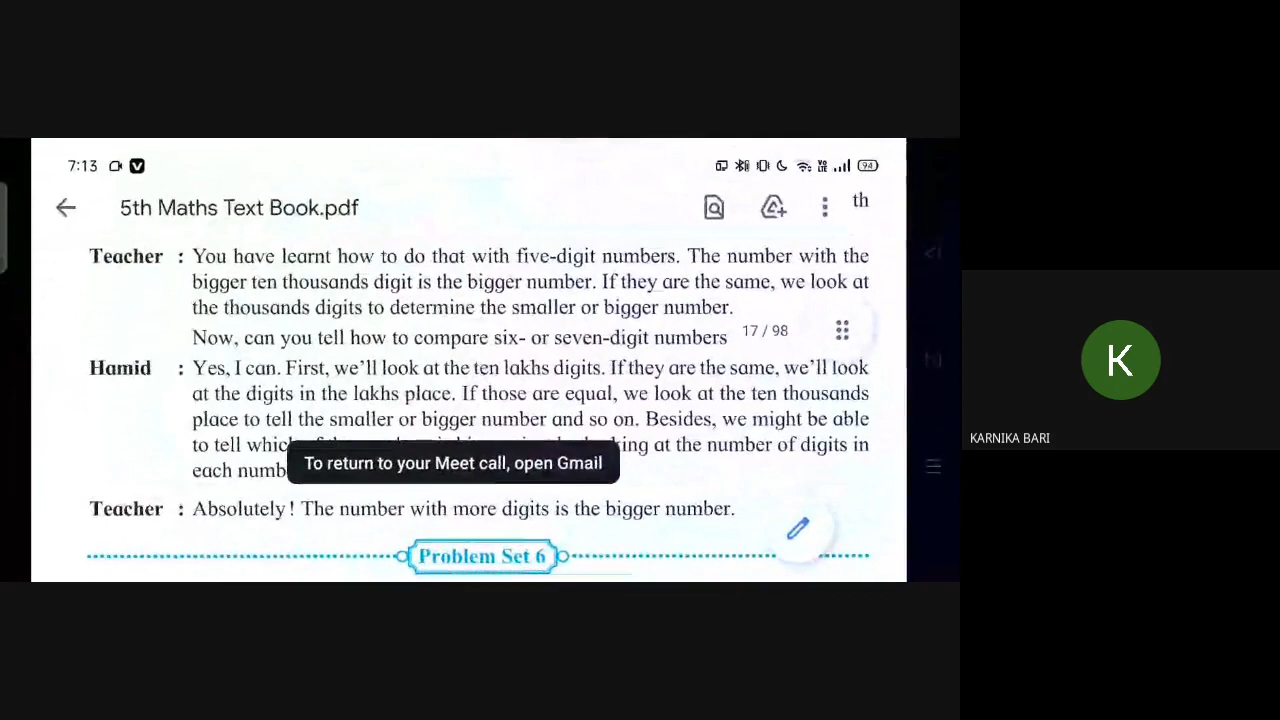 7:13
VO
LTE
94
5th Maths Text Book.pdf
th
Teacher : You have learnt how to do that with five-digit numbers. The number with the
bigger ten thousands digit is the bigger number. If they are the same, we look at
the thousands digits to determine the smaller or bigger number.
Now, can you tell how to compare six- or seven-digit numbers
17 / 98
Hamid : Yes, I can. First, we'll look at the ten lakhs digits. If they are the same, we'll look
at the digits in the lakhs place. If those are equal, we look at the ten thousands
place to tell the smaller or bigger number and so on. Besides, we might be able
to tell at the number of digits in
each
To return to your Meet call, open Gmail
Teacher : Absolutely! The number with more digits is the bigger number.
Problem Set 6
K
KARNIKA BARI